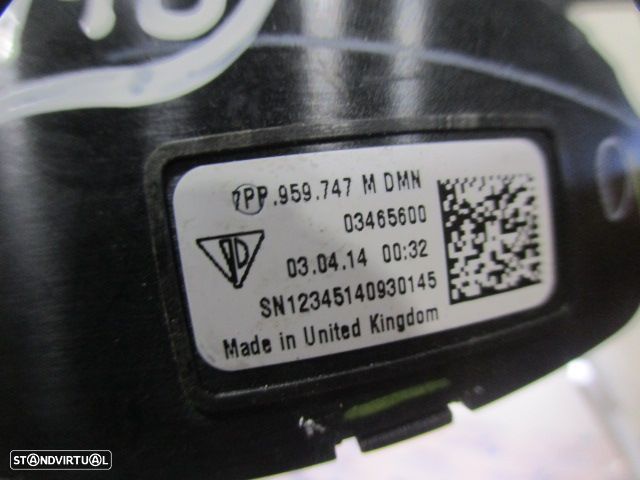 7PP.959.747 M DMN
03465600
03.04.14 00:32
SN12345140930145
Made in United Kingdom
STANDVIRTUAL